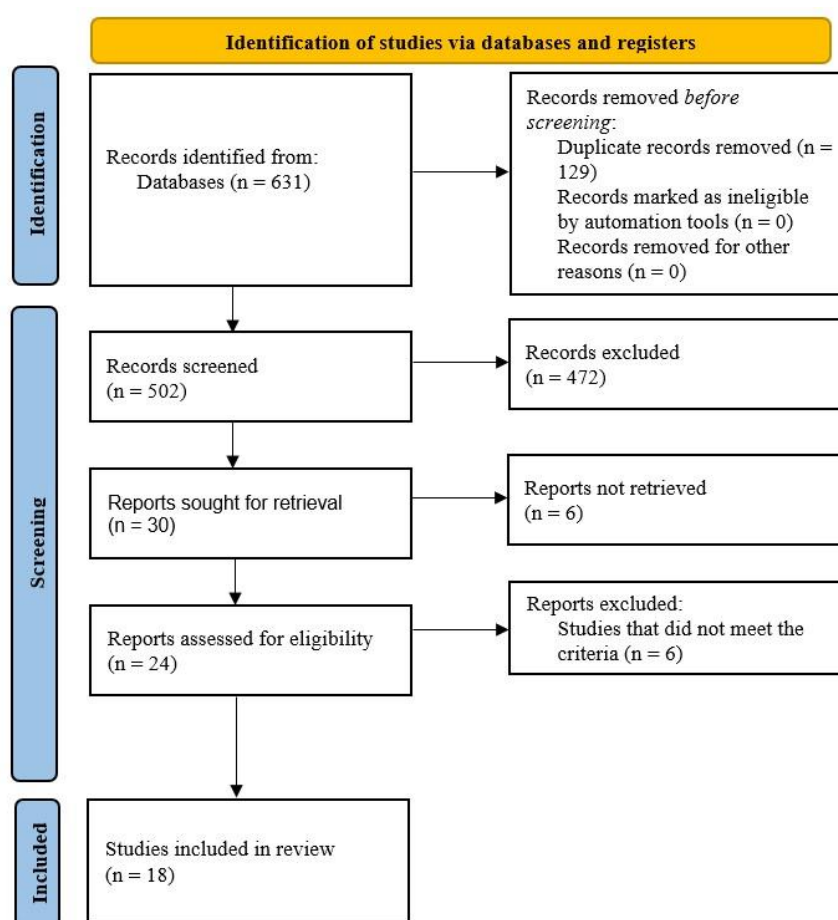 Identification of studies via databases and registers
Identification
Records identified from:
Databases (n = 631)
Records removed before
screening:
Duplicate records removed (n =
129)
Records marked as ineligible
by automation tools (n = 0)
Records removed for other
reasons (n = 0)
Screening
Records screened
(n = 502)
Records excluded
(n = 472)
Reports sought for retrieval
(n = 30)
Reports not retrieved
(n = 6)
Reports assessed for eligibility
(n = 24)
Reports excluded:
Studies that did not meet the
criteria (n = 6)
Included
Studies included in review
(n = 18)